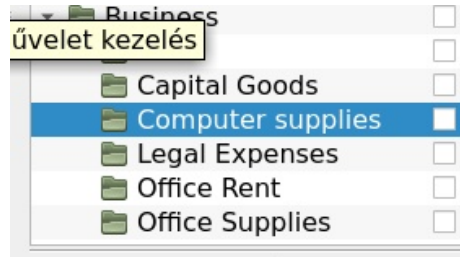 Business
űvelet kezelés
Capital Goods
Computer supplies
Legal Expenses
Office Rent
Office Supplies